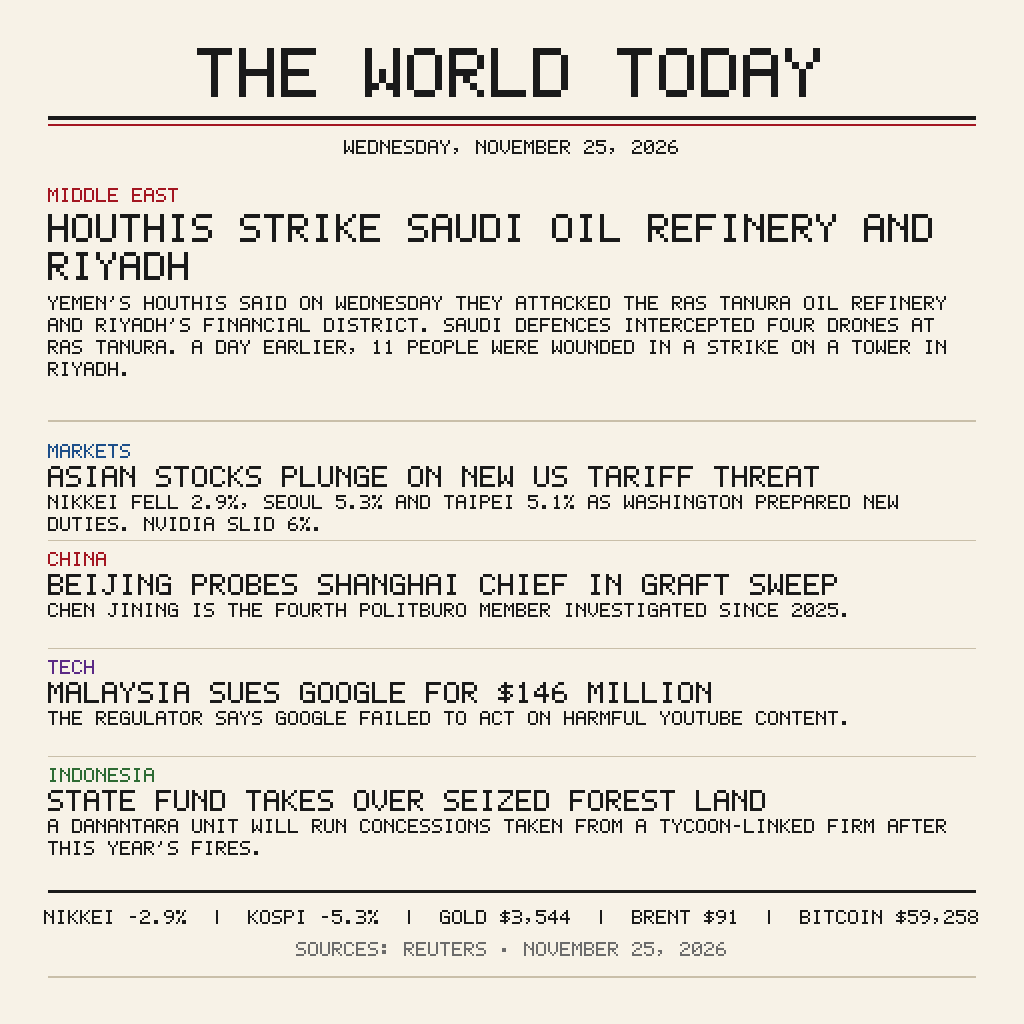 THE WORLD TODAY
WEDNESDAY, NOVEMBER 25, 2026
MIDDLE EAST
HOUTHIS STRIKE SAUDI OIL REFINERY AND
RIYADH
YEMEN'S HOUTHIS SAID ON WEDNESDAY THEY ATTACKED THE RAS TANURA OIL REFINERY
AND RIYADH'S FINANCIAL DISTRICT. SAUDI DEFENCES INTERCEPTED FOUR DRONES AT
RAS TANURA. A DAY EARLIER, 11 PEOPLE WERE WOUNDED IN A STRIKE ON A TOWER IN
RIYADH.
MARKETS
ASIAN STOCKS PLUNGE ON NEW US TARIFF THREAT
NIKKEI FELL 2.9%, SEOUL 5.3% AND TAIPEI 5.1% AS WASHINGTON PREPARED NEW
DUTIES. NVIDIA SLID 6%.
CHINA
BEIJING PROBES SHANGHAI CHIEF IN GRAFT SWEEP
CHEN JINING IS THE FOURTH POLITBURO MEMBER INVESTIGATED SINCE 2025.
TECH
MALAYSIA SUES GOOGLE FOR $146 MILLION
THE REGULATOR SAYS GOOGLE FAILED TO ACT ON HARMFUL YOUTUBE CONTENT.
INDONESIA
STATE FUND TAKES OVER SEIZED FOREST LAND
A DANANTARA UNIT WILL RUN CONCESSIONS TAKEN FROM A TYCOON-LINKED FIRM AFTER
THIS YEAR'S FIRES.
NIKKEI -2.9% | KOSPI -5.3% | GOLD $3,544 | BRENT $91 | BITCOIN $59,258
SOURCES: REUTERS · NOVEMBER 25, 2026